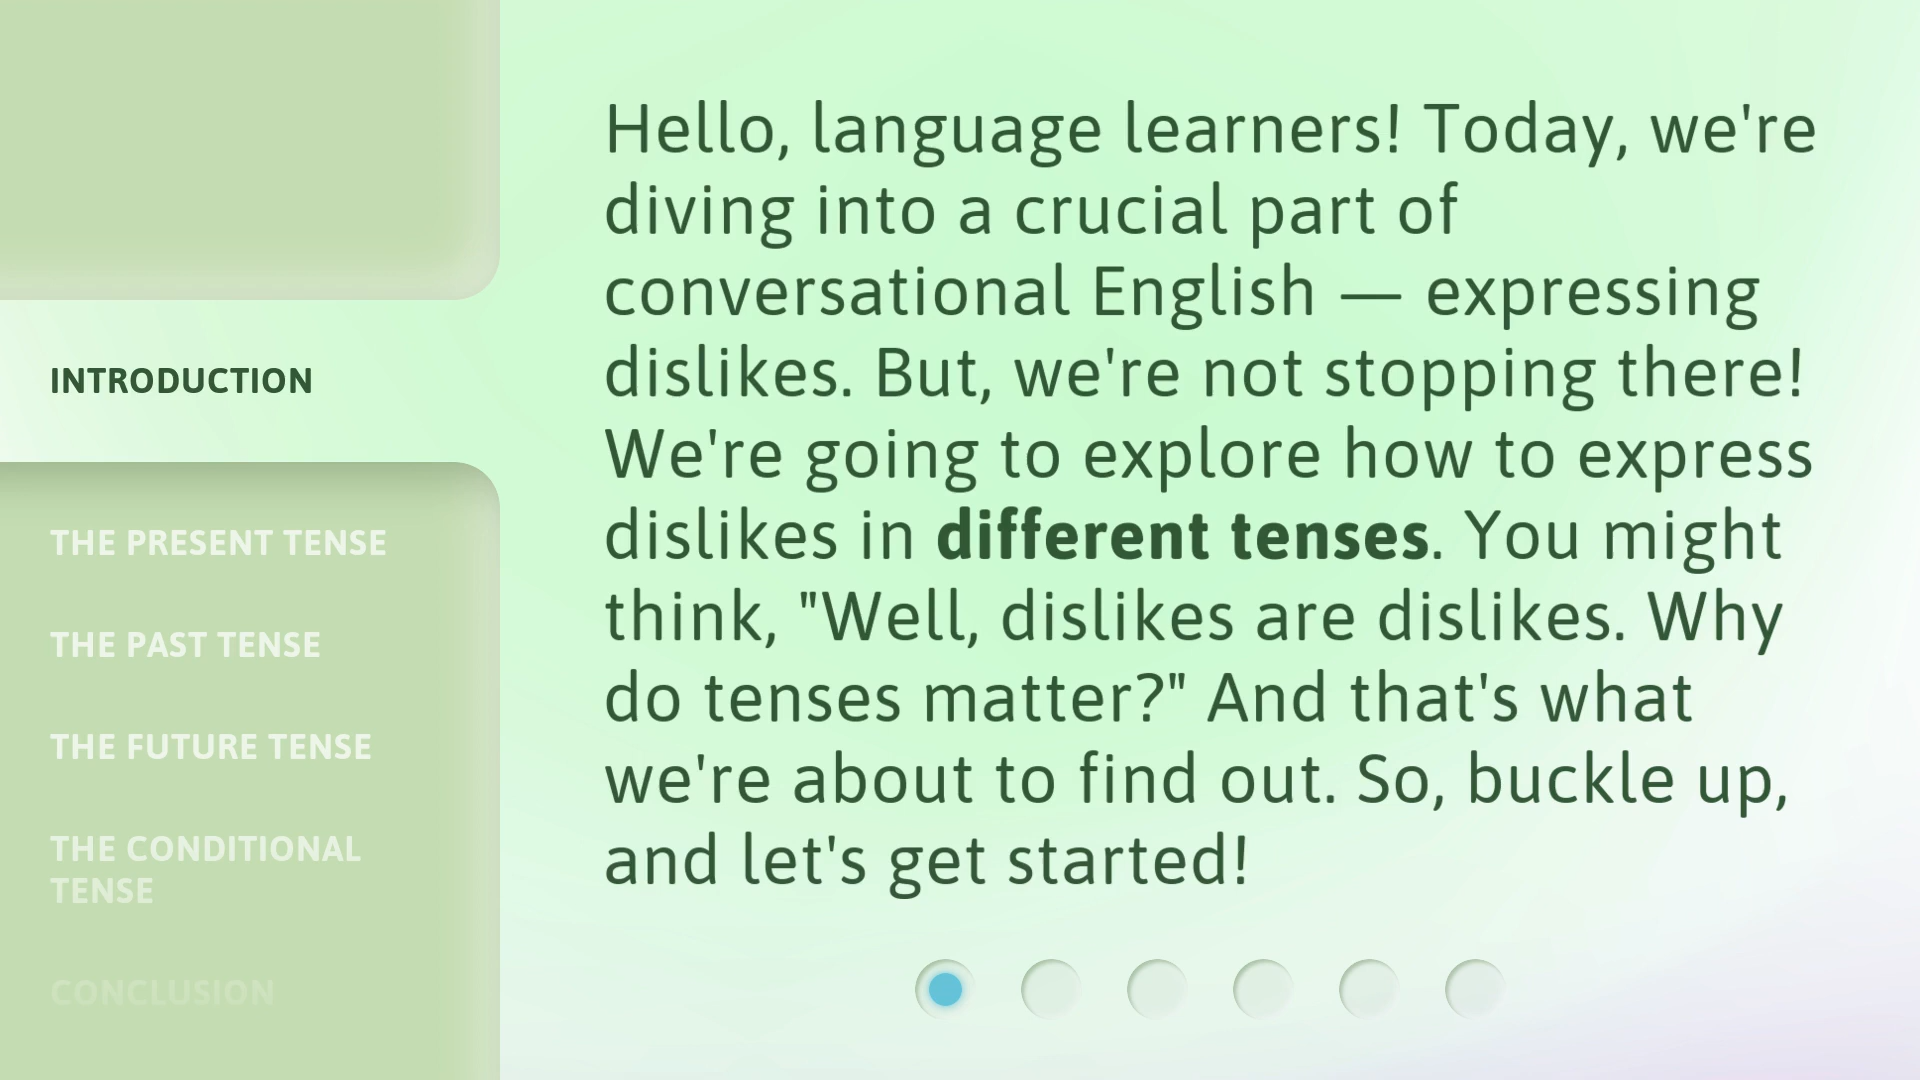 INTRODUCTION
THE PRESENT TENSE
THE PAST TENSE
THE FUTURE TENSE
THE CONDITIONAL
TENSE
CONCLUSION
Hello, language learners! Today, we're
diving into a crucial part of
conversational English — expressing
dislikes. But, we're not stopping there!
We're going to explore how to express
dislikes in different tenses. You might
think, "Well, dislikes are dislikes. Why
do tenses matter?" And that's what
we're about to find out. So, buckle up,
and let's get started!